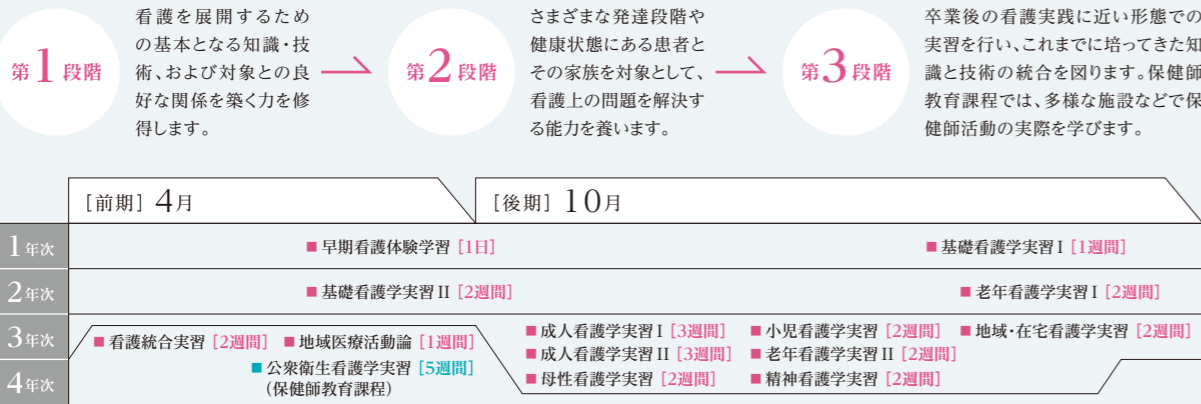 第1段階
看護を展開するため
の基本となる知識・技
術、および対象との良
好な関係を築く力を修
得します。
第2段階
さまざまな発達段階や
健康状態にある患者と
その家族を対象として、
看護上の問題を解決す
る能力を養います。
第3段階
卒業後の看護実践に近い形態での
実習を行い、これまでに培ってきた知
識と技術の統合を図ります。保健師
教育課程では、多様な施設などで保
健師活動の実際を学びます。
[前期] 4月
[後期] 10月
1年次
■早期看護体験学習 [1日]
■基礎看護学実習 I [1週間]
2年次
■基礎看護学実習 II [2週間]
■老年看護学実習 I [2週間]
3年次
4年次
■看護統合実習 [2週間] ■地域医療活動論 [1週間]
■公衆衛生看護学実習 [5週間]
(保健師教育課程)
■成人看護学実習 I [3週間] ■小児看護学実習 [2週間] ■地域・在宅看護学実習 [2週間]
■成人看護学実習 II [3週間] ■老年看護学実習 II [2週間]
■母性看護学実習 [2週間] ■精神看護学実習 [2週間]